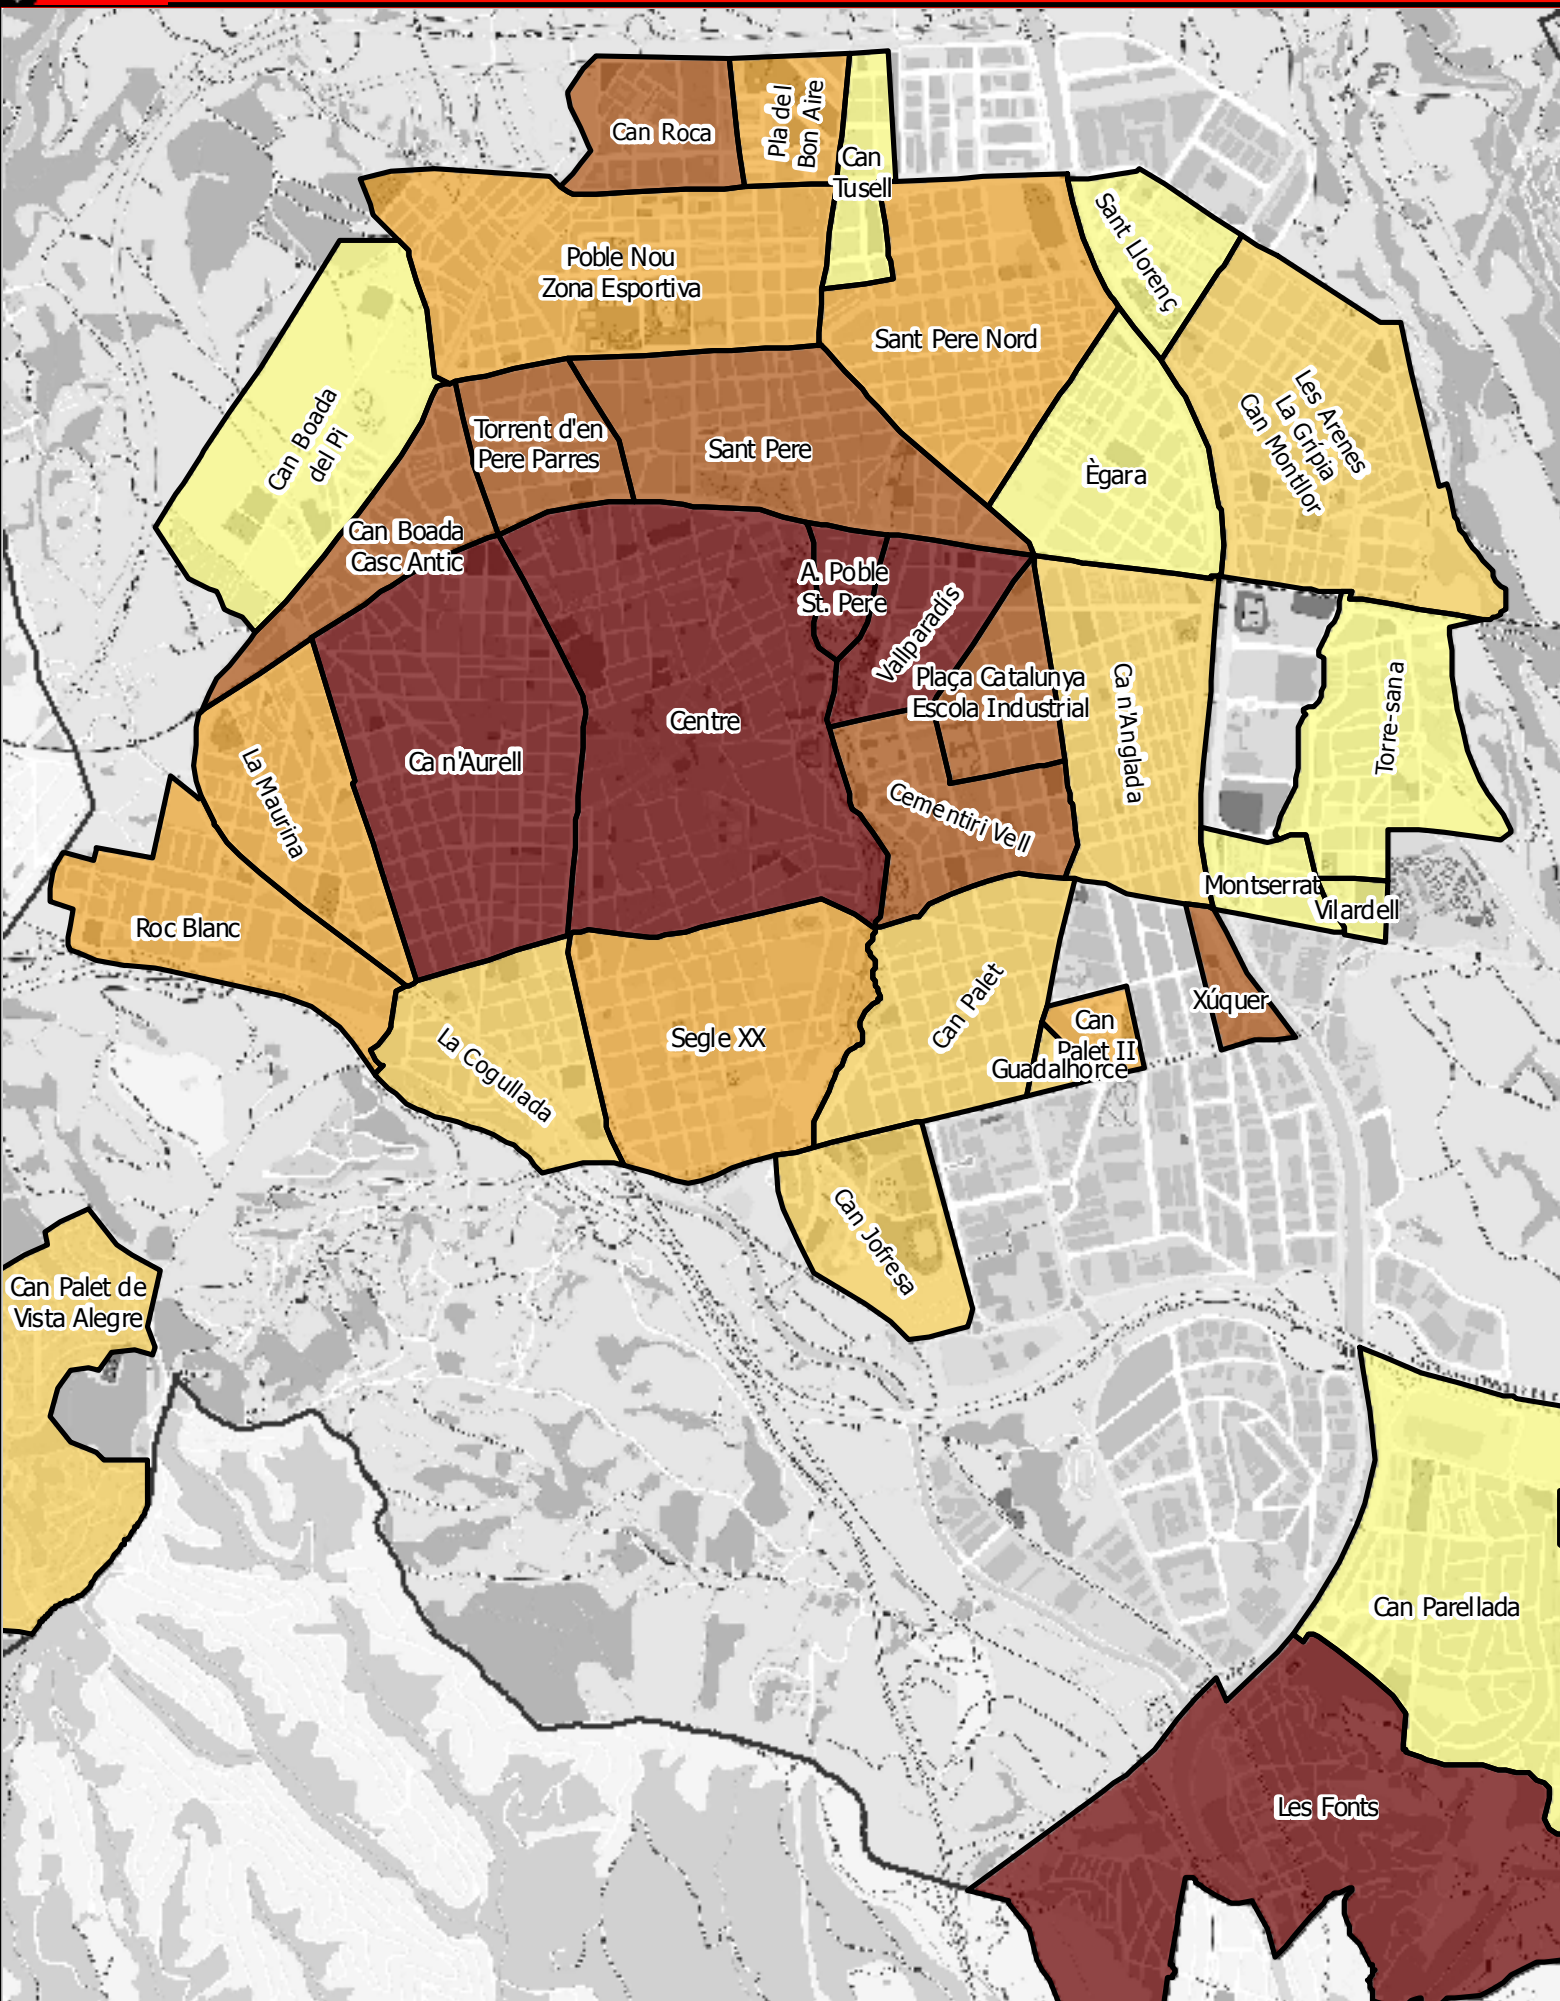 Can Roca
Pla del
Bon Aire
Can
Tusell
Sant Llorenç
Poble Nou
Zona Esportiva
Sant Pere Nord
Can Boada
del Pi
Torrent d'en
Pere Parres
Sant Pere
Ègara
Les Arenes
La Grípia
Can Montllor
Can Boada
Casc Antic
A. Poble
St. Pere
Vallparadís
Plaça Catalunya
Escola Industrial
Ca n'Anglada
Torre-sana
Centre
Ca n'Aurell
La Maurina
Cementiri Vell
Montserrat
Vilardell
Roc Blanc
Xúquer
Can Palet
Can
Palet II
Guadalhorce
Segle XX
La Cogullada
Can Jofresa
Can Palet de
Vista Alegre
Can Parellada
Les Fonts